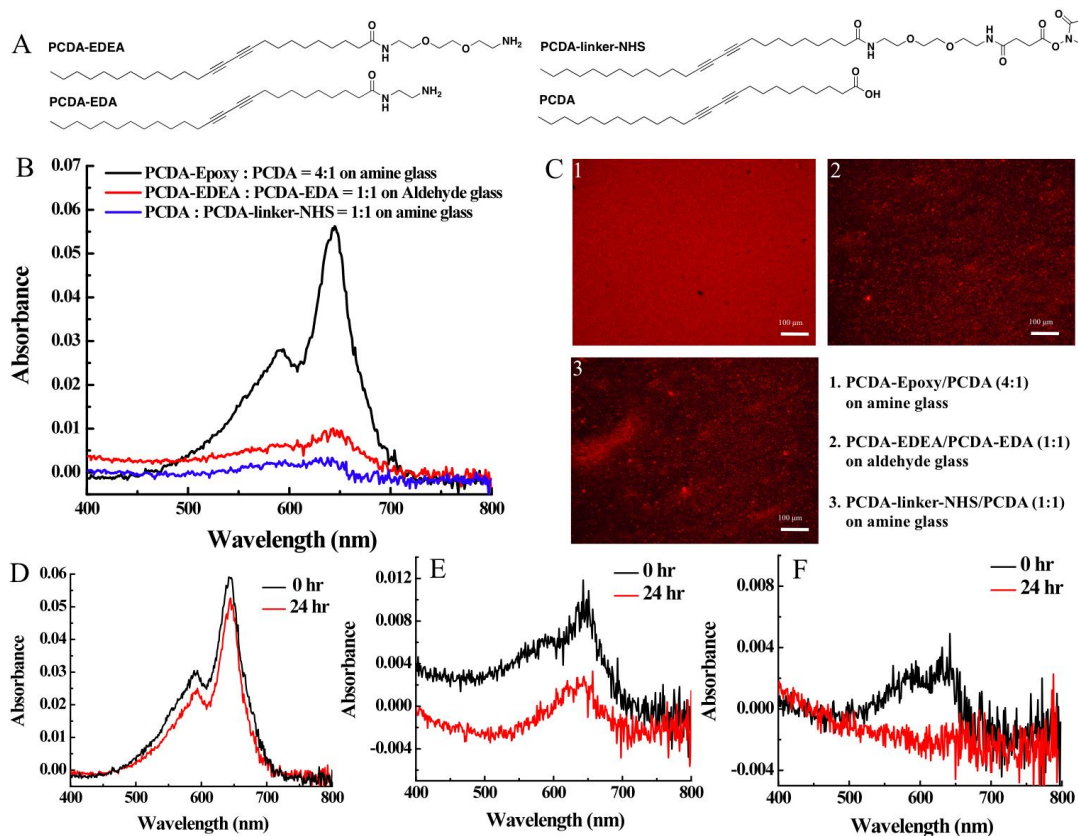 A
PCDA-EDEA
O
N
H
O
O
NH2
PCDA-EDA
O
N
H
NH2
PCDA-linker-NHS
O
N
H
O
O
H
N
O
O
O
N
O
PCDA
O
OH
B
PCDA-Epoxy : PCDA = 4:1 on amine glass
PCDA-EDEA : PCDA-EDA = 1:1 on Aldehyde glass
PCDA : PCDA-linker-NHS = 1:1 on amine glass
0.07
0.06
0.05
0.04
0.03
0.02
0.01
0.00
Absorbance
400 500 600 700 800
Wavelength (nm)
C
1
100 μm
2
100 μm
3
100 μm
1. PCDA-Epoxy/PCDA (4:1)
on amine glass
2. PCDA-EDEA/PCDA-EDA (1:1)
on aldehyde glass
3. PCDA-linker-NHS/PCDA (1:1)
on amine glass
D
0 hr
24 hr
0.06
0.05
0.04
0.03
0.02
0.01
0.00
Absorbance
400 500 600 700 800
Wavelength (nm)
E
0 hr
24 hr
0.012
0.008
0.004
0.000
-0.004
Absorbance
400 500 600 700 800
Wavelength (nm)
F
0 hr
24 hr
0.008
0.004
0.000
-0.004
Absorbance
400 500 600 700 800
Wavelength (nm)